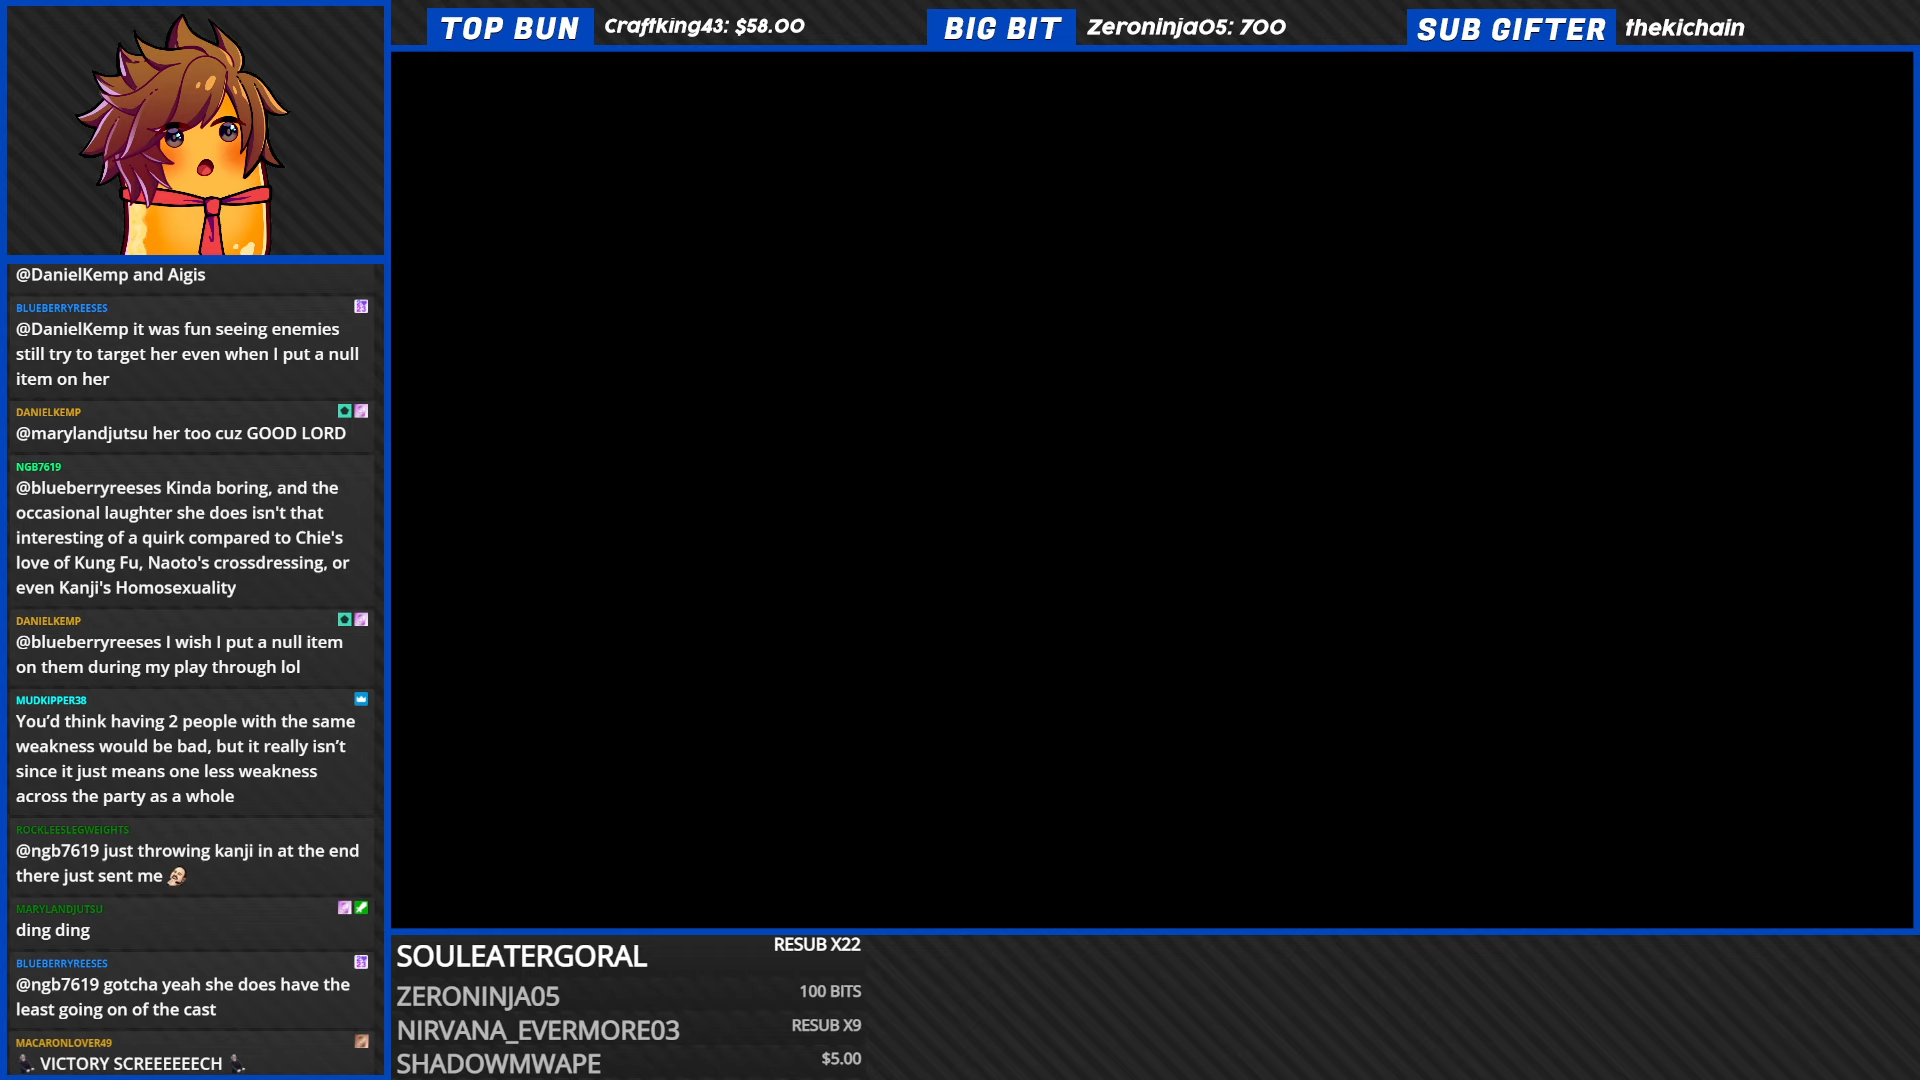 TOP BUN Craftking43: $58.00 BIG BIT Zeroninja05: 700 SUB GIFTER thekichain
@DanielKemp and Aigis
BLUEBERRYREESES
@DanielKemp it was fun seeing enemies
still try to target her even when I put a null
item on her
DANIELKEMP
@marylandjutsu her too cuz GOOD LORD
NGB7619
@blueberryreeses Kinda boring, and the
occasional laughter she does isn't that
interesting of a quirk compared to Chie's
love of Kung Fu, Naoto's crossdressing, or
even Kanji's Homosexuality
DANIELKEMP
@blueberryreeses I wish I put a null item
on them during my play through lol
MUDKIPPER38
You’d think having 2 people with the same
weakness would be bad, but it really isn’t
since it just means one less weakness
across the party as a whole
ROCKLEESLEGWEIGHTS
@ngb7619 just throwing kanji in at the end
there just sent me
MARYLANDJUTSU
ding ding
BLUEBERRYREESES
@ngb7619 gotcha yeah she does have the
least going on of the cast
MACARONLOVER49
VICTORY SCREEEEEECH
SOULEATERGORAL RESUB X22
ZERONINJA05 100 BITS
NIRVANA_EVERMORE03 RESUB X9
SHADOWMWAPE $5.00